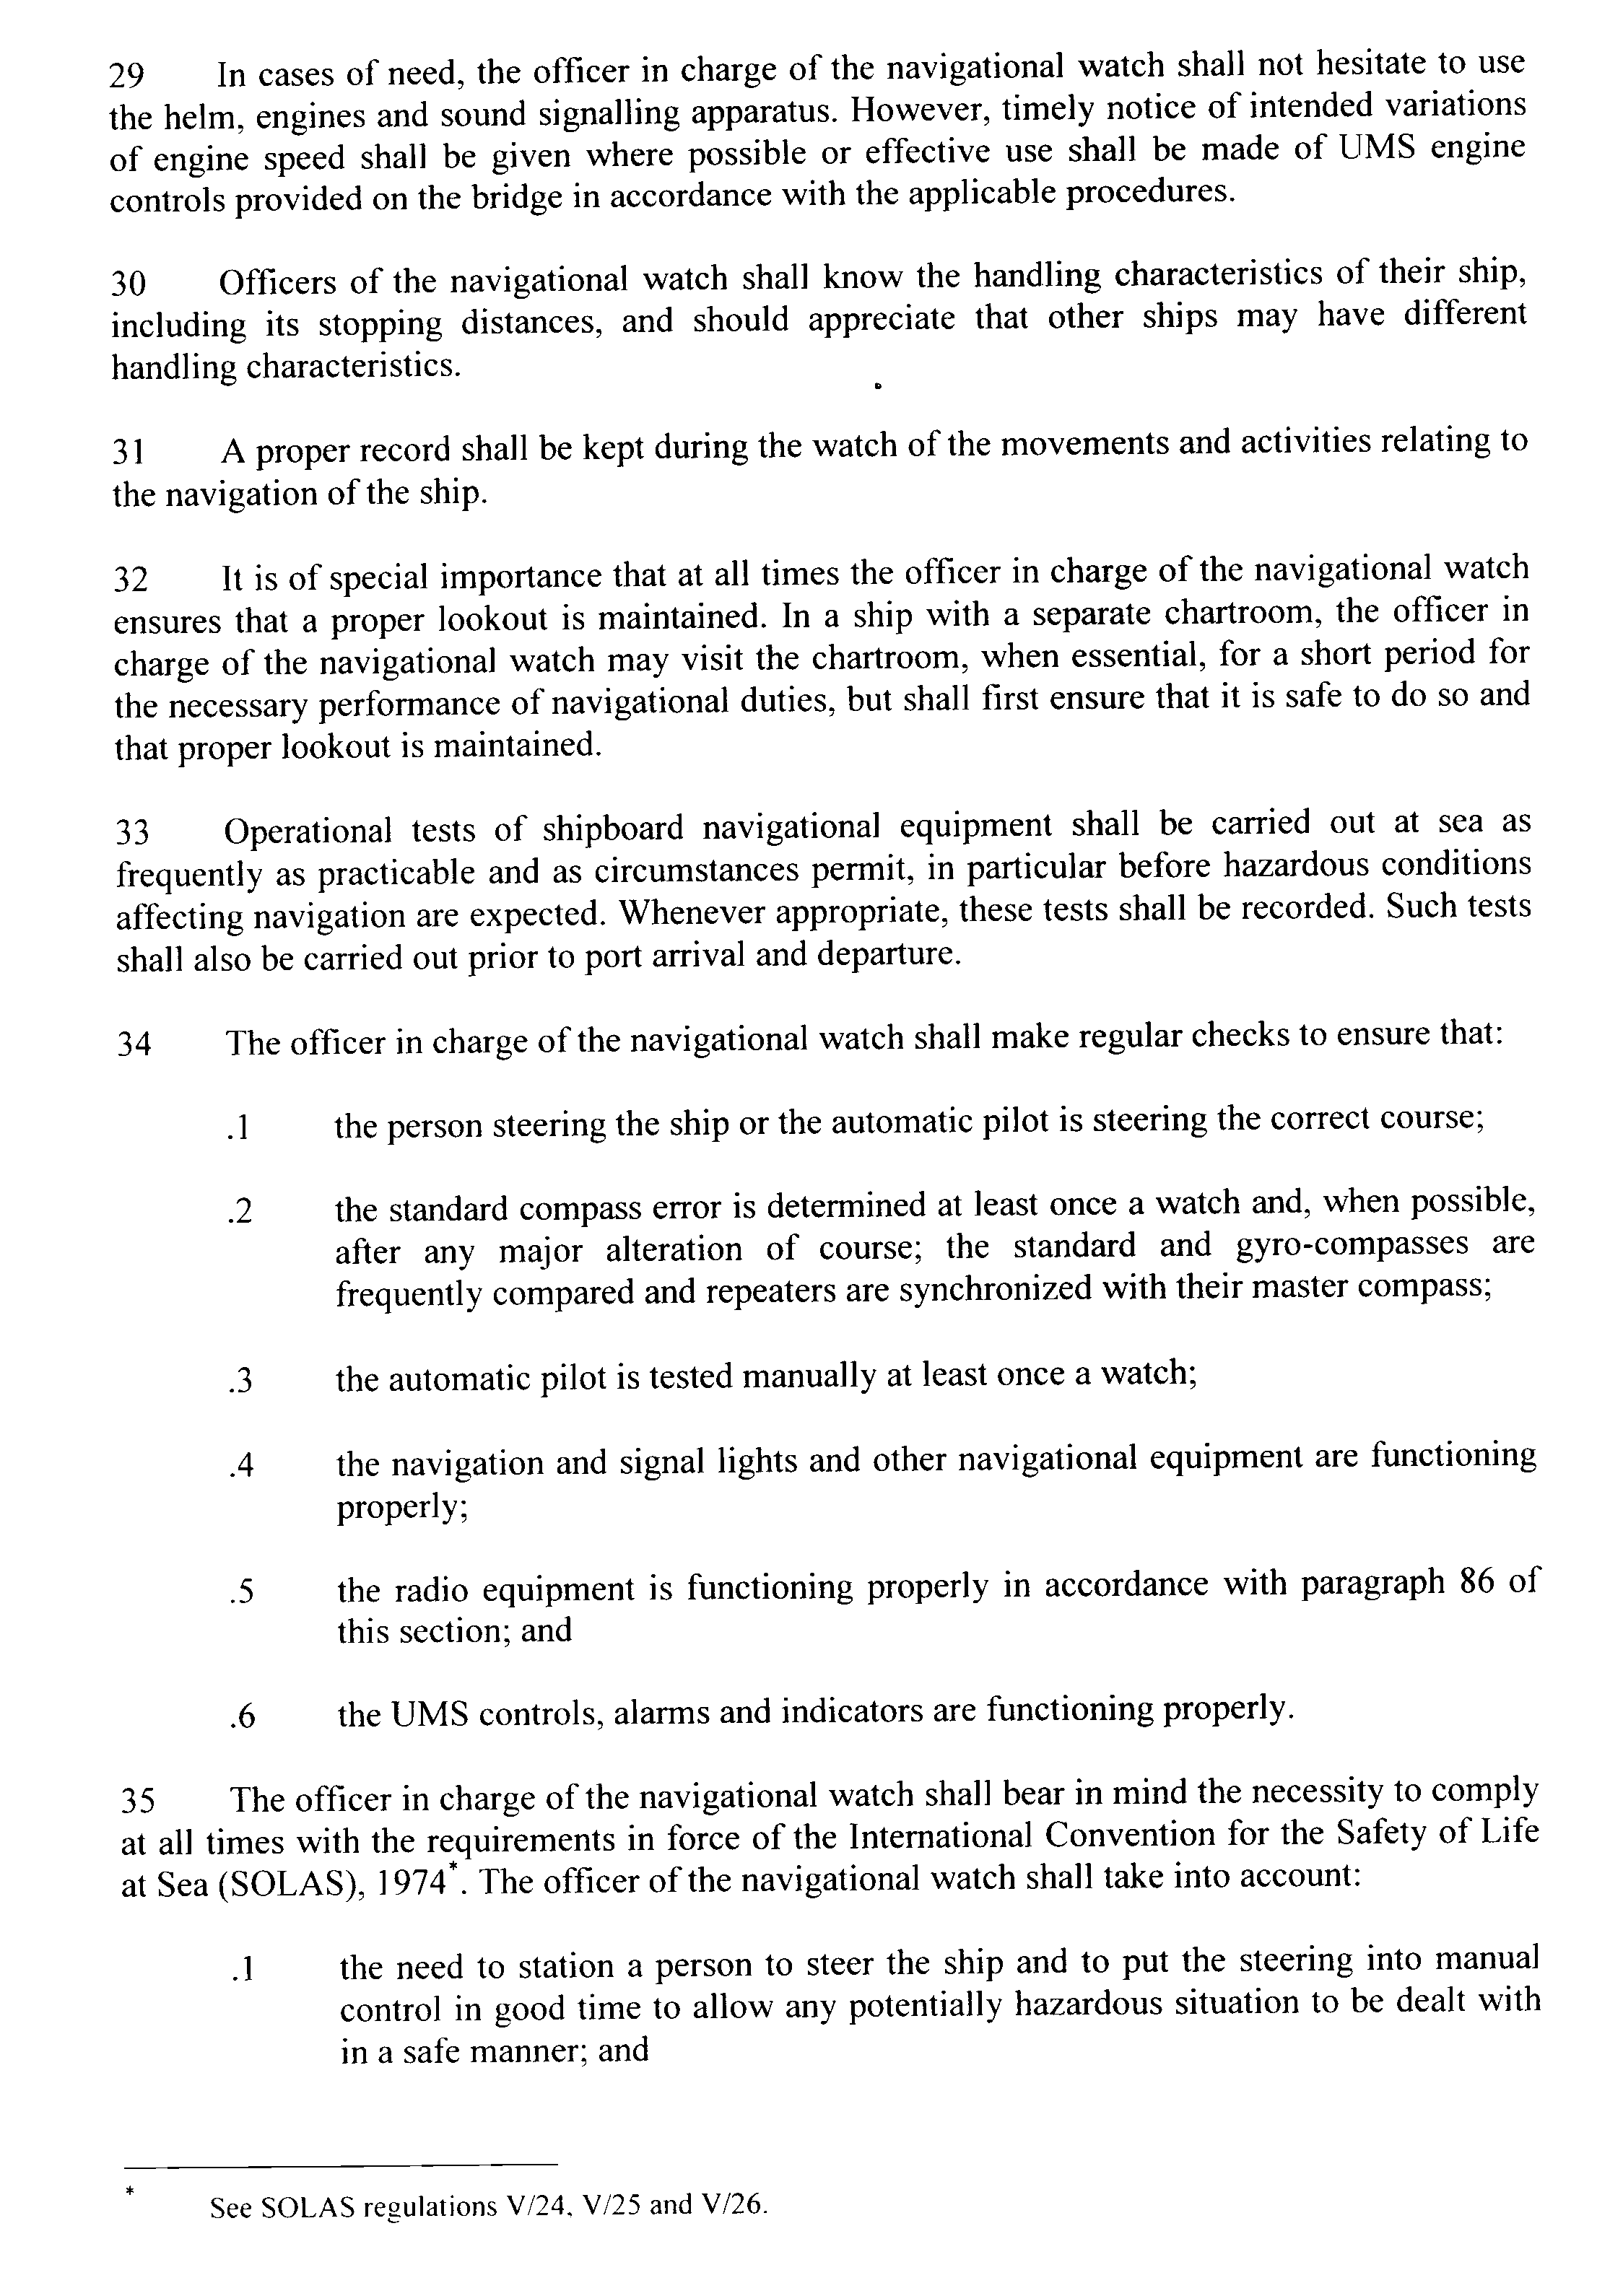 29 In cases of need, the officer in charge of the navigational watch shall not hesitate to use
the helm, engines and sound signalling apparatus. However, timely notice of intended variations
of engine speed shall be given where possible or effective use shall be made of UMS engine
controls provided on the bridge in accordance with the applicable procedures.
30 Officers of the navigational watch shall know the handling characteristics of their ship,
including its stopping distances, and should appreciate that other ships may have different
handling characteristics.
31 A proper record shall be kept during the watch of the movements and activities relating to
the navigation of the ship.
32 It is of special importance that at all times the officer in charge of the navigational watch
ensures that a proper lookout is maintained. In a ship with a separate chartroom, the officer in
charge of the navigational watch may visit the chartroom, when essential, for a short period for
the necessary performance of navigational duties, but shall first ensure that it is safe to do so and
that proper lookout is maintained.
33 Operational tests of shipboard navigational equipment shall be carried out at sea as
frequently as practicable and as circumstances permit, in particular before hazardous conditions
affecting navigation are expected. Whenever appropriate, these tests shall be recorded. Such tests
shall also be carried out prior to port arrival and departure.
34 The officer in charge of the navigational watch shall make regular checks to ensure that:
.1 the person steering the ship or the automatic pilot is steering the correct course;
.2 the standard compass error is determined at least once a watch and, when possible,
after any major alteration of course; the standard and gyro-compasses are
frequently compared and repeaters are synchronized with their master compass;
.3 the automatic pilot is tested manually at least once a watch;
.4 the navigation and signal lights and other navigational equipment are functioning
properly;
.5 the radio equipment is functioning properly in accordance with paragraph 86 of
this section; and
.6 the UMS controls, alarms and indicators are functioning properly.
35 The officer in charge of the navigational watch shall bear in mind the necessity to comply
at all times with the requirements in force of the International Convention for the Safety of Life
at Sea (SOLAS), 1974*. The officer of the navigational watch shall take into account:
.1 the need to station a person to steer the ship and to put the steering into manual
control in good time to allow any potentially hazardous situation to be dealt with
in a safe manner; and
* See SOLAS regulations V/24, V/25 and V/26.